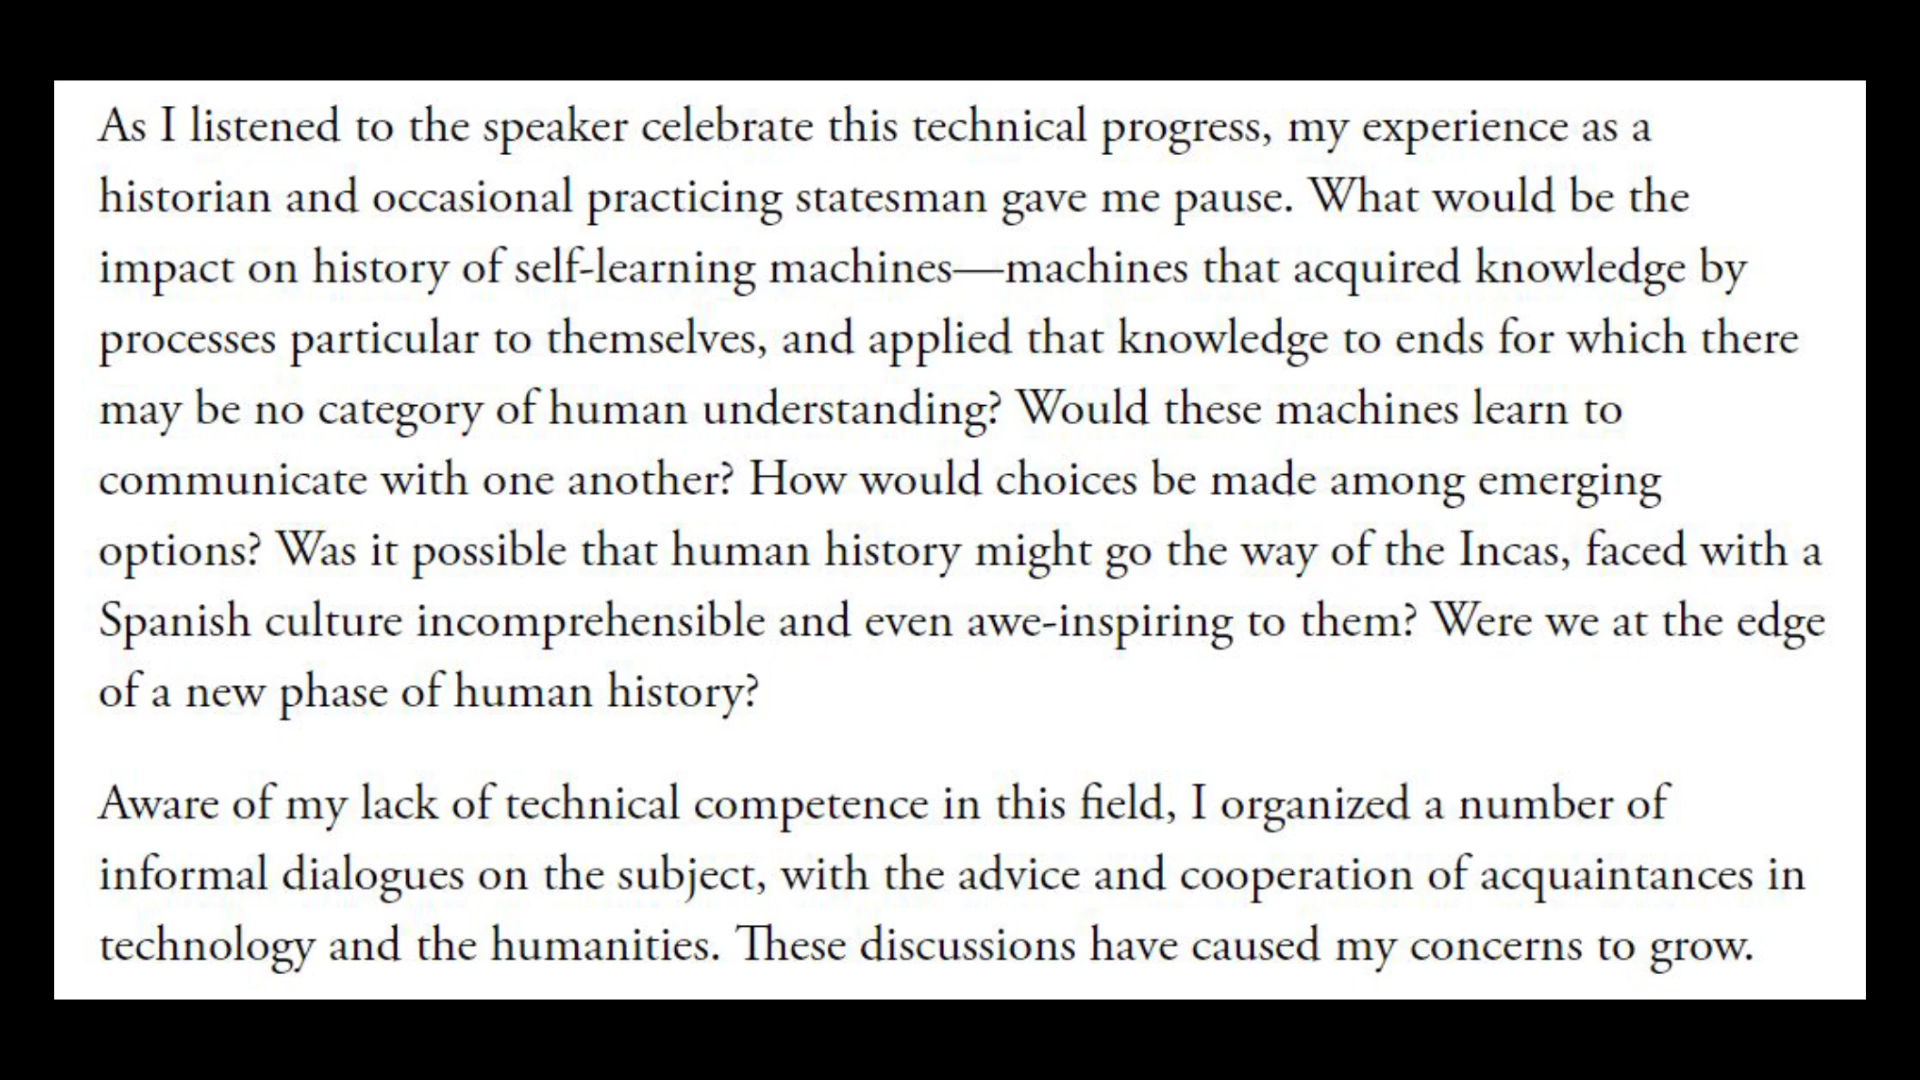 As I listened to the speaker celebrate this technical progress, my experience as a
historian and occasional practicing statesman gave me pause. What would be the
impact on history of self-learning machines—machines that acquired knowledge by
processes particular to themselves, and applied that knowledge to ends for which there
may be no category of human understanding? Would these machines learn to
communicate with one another? How would choices be made among emerging
options? Was it possible that human history might go the way of the Incas, faced with a
Spanish culture incomprehensible and even awe-inspiring to them? Were we at the edge
of a new phase of human history?
Aware of my lack of technical competence in this field, I organized a number of
informal dialogues on the subject, with the advice and cooperation of acquaintances in
technology and the humanities. These discussions have caused my concerns to grow.